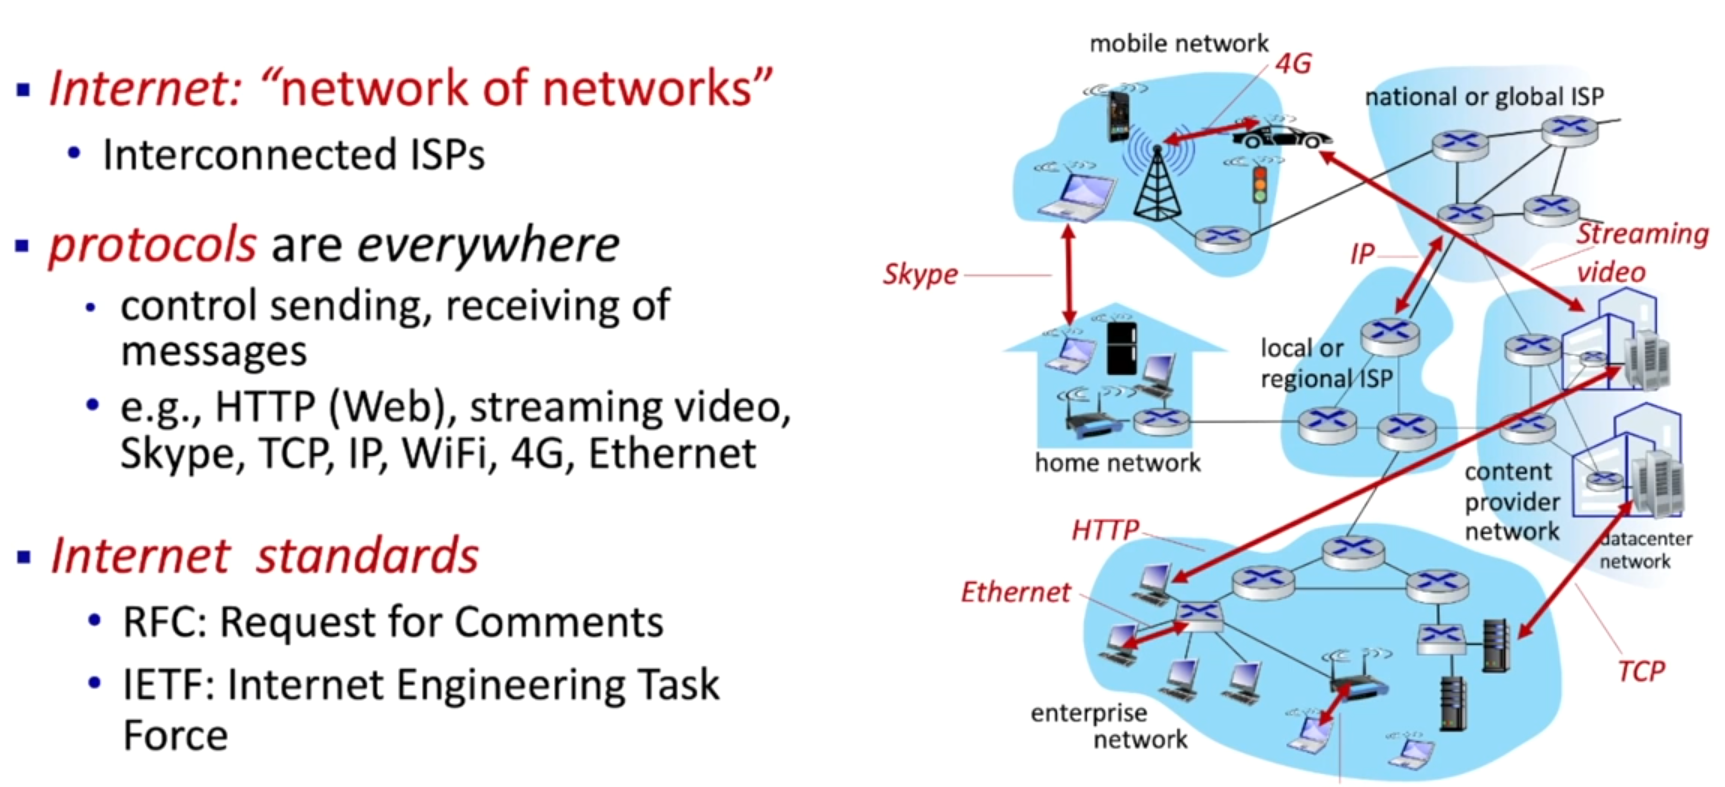 Internet: “network of networks”
Interconnected ISPs
protocols are everywhere
control sending, receiving of
messages
e.g., HTTP (Web), streaming video,
Skype, TCP, IP, WiFi, 4G, Ethernet
Internet standards
RFC: Request for Comments
IETF: Internet Engineering Task
Force
mobile network
4G
national or global ISP
Skype
IP
Streaming
video
local or
regional ISP
home network
content
provider
network
datacenter
network
HTTP
Ethernet
TCP
enterprise
network